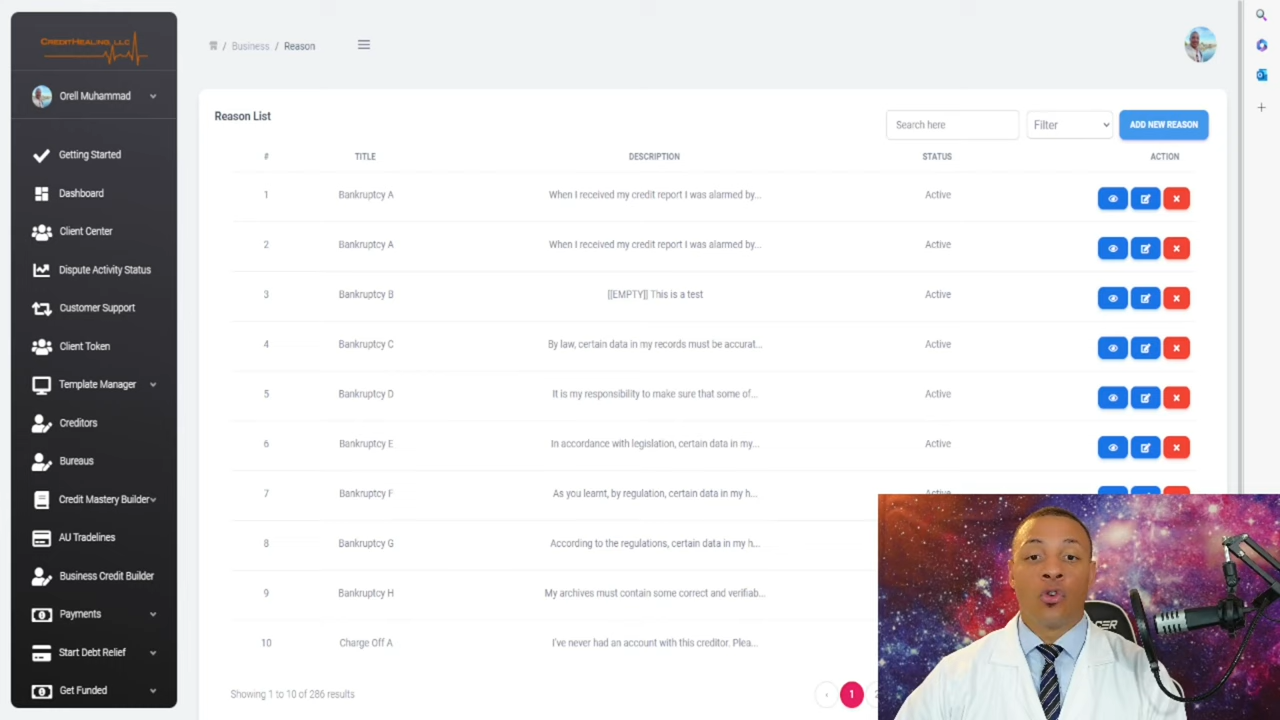 CREDITHEALING, LLC
Orell Muhammad
Getting Started
Dashboard
Client Center
Dispute Activity Status
Customer Support
Client Token
Template Manager
Creditors
Bureaus
Credit Mastery Builder
AU Tradelines
Business Credit Builder
Payments
Start Debt Relief
Get Funded
/ Business / Reason
Reason List
Search here
Filter
ADD NEW REASON
# TITLE DESCRIPTION STATUS ACTION
1 Bankruptcy A When I received my credit report I was alarmed by... Active
2 Bankruptcy A When I received my credit report I was alarmed by... Active
3 Bankruptcy B [[EMPTY]] This is a test Active
4 Bankruptcy C By law, certain data in my records must be accurat... Active
5 Bankruptcy D It is my responsibility to make sure that some of... Active
6 Bankruptcy E In accordance with legislation, certain data in my... Active
7 Bankruptcy F As you learnt, by regulation, certain data in my h... Active
8 Bankruptcy G According to the regulations, certain data in my h...
9 Bankruptcy H My archives must contain some correct and verifiab...
10 Charge Off A I've never had an account with this creditor. Plea...
Showing 1 to 10 of 286 results
‹ 1